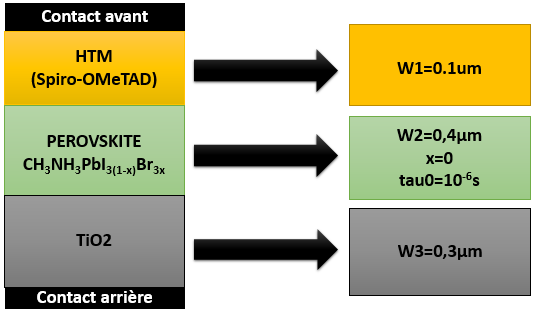 Contact avant
HTM
(Spiro-OMeTAD)
W1=0.1um
PEROVSKITE
CH₃NH₃PbI₃₍₁₋ₓ₎Br₃ₓ
W2=0,4µm
x=0
tau0=10⁻⁶s
TiO2
W3=0,3µm
Contact arrière